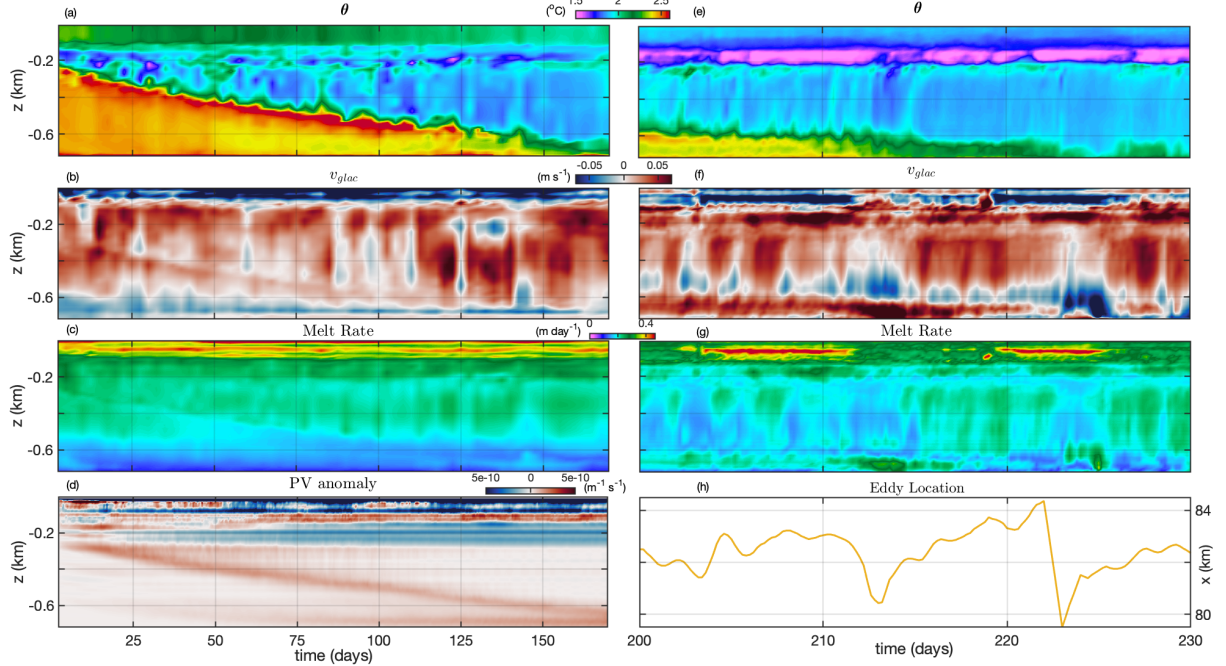 (a) θ (°C) 1.5 2 2.5 (e) θ
z (km) -0.2 -0.6
(b) v_glac (m s⁻¹) -0.05 0 0.05 (f) v_glac
z (km) -0.2 -0.6
(c) Melt Rate (m day⁻¹) 0 0.4 (g) Melt Rate
z (km) -0.2 -0.6
(d) PV anomaly 5e-10 0 5e-10 (m⁻¹ s⁻¹) (h) Eddy Location
z (km) -0.2 -0.6 84 80 x (km)
25 50 75 100 125 150 200 210 220 230
time (days) time (days)